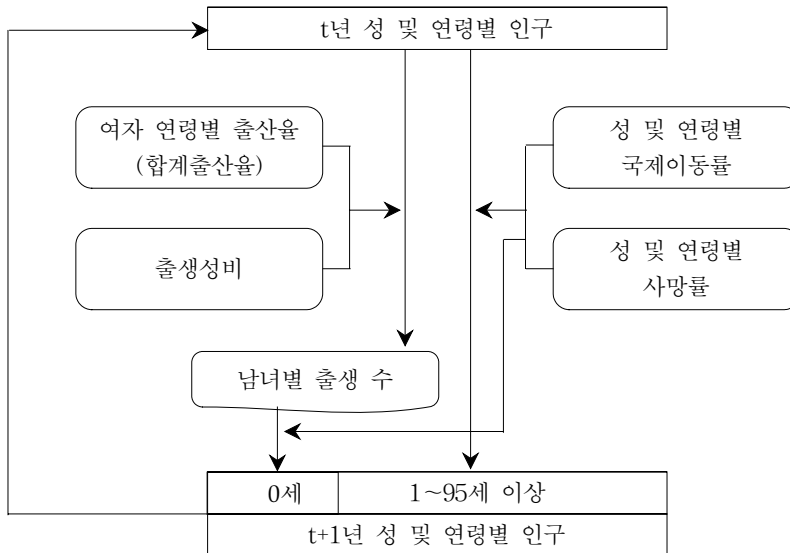 t년 성 및 연령별 인구
여자 연령별 출산율
(합계출산율)
성 및 연령별
국제이동률
출생성비
성 및 연령별
사망률
남녀별 출생 수
0세
1~95세 이상
t+1년 성 및 연령별 인구